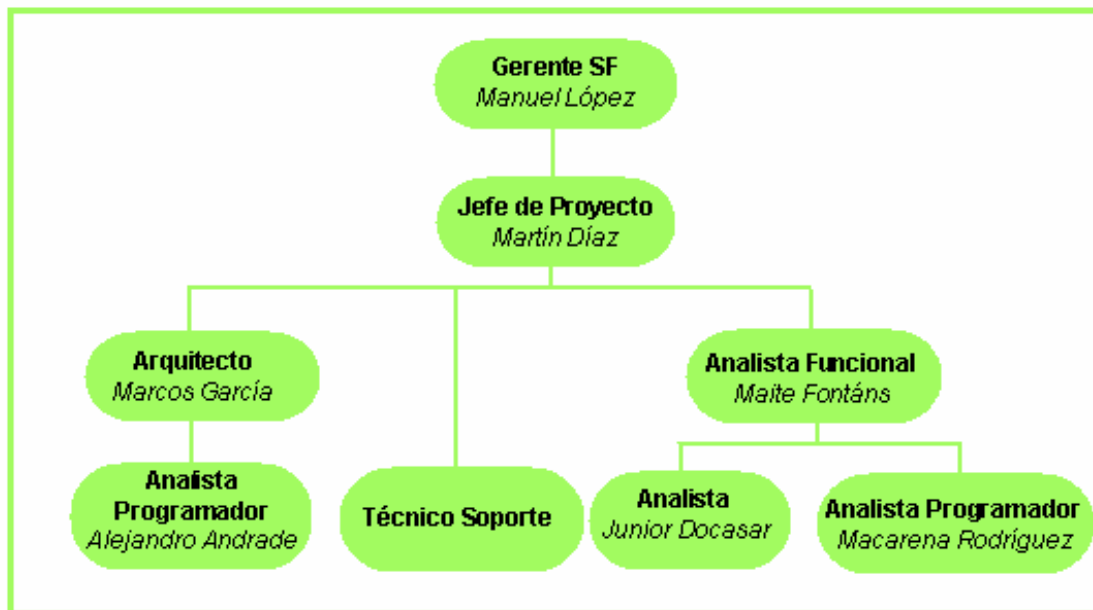 Gerente SF
Manuel López
Jefe de Proyecto
Martín Díaz
Arquitecto
Marcos García
Analista Funcional
Maite Fontáns
Analista
Programador
Alejandro Andrade
Técnico Soporte
Analista
Junior Docasar
Analista Programador
Macarena Rodríguez